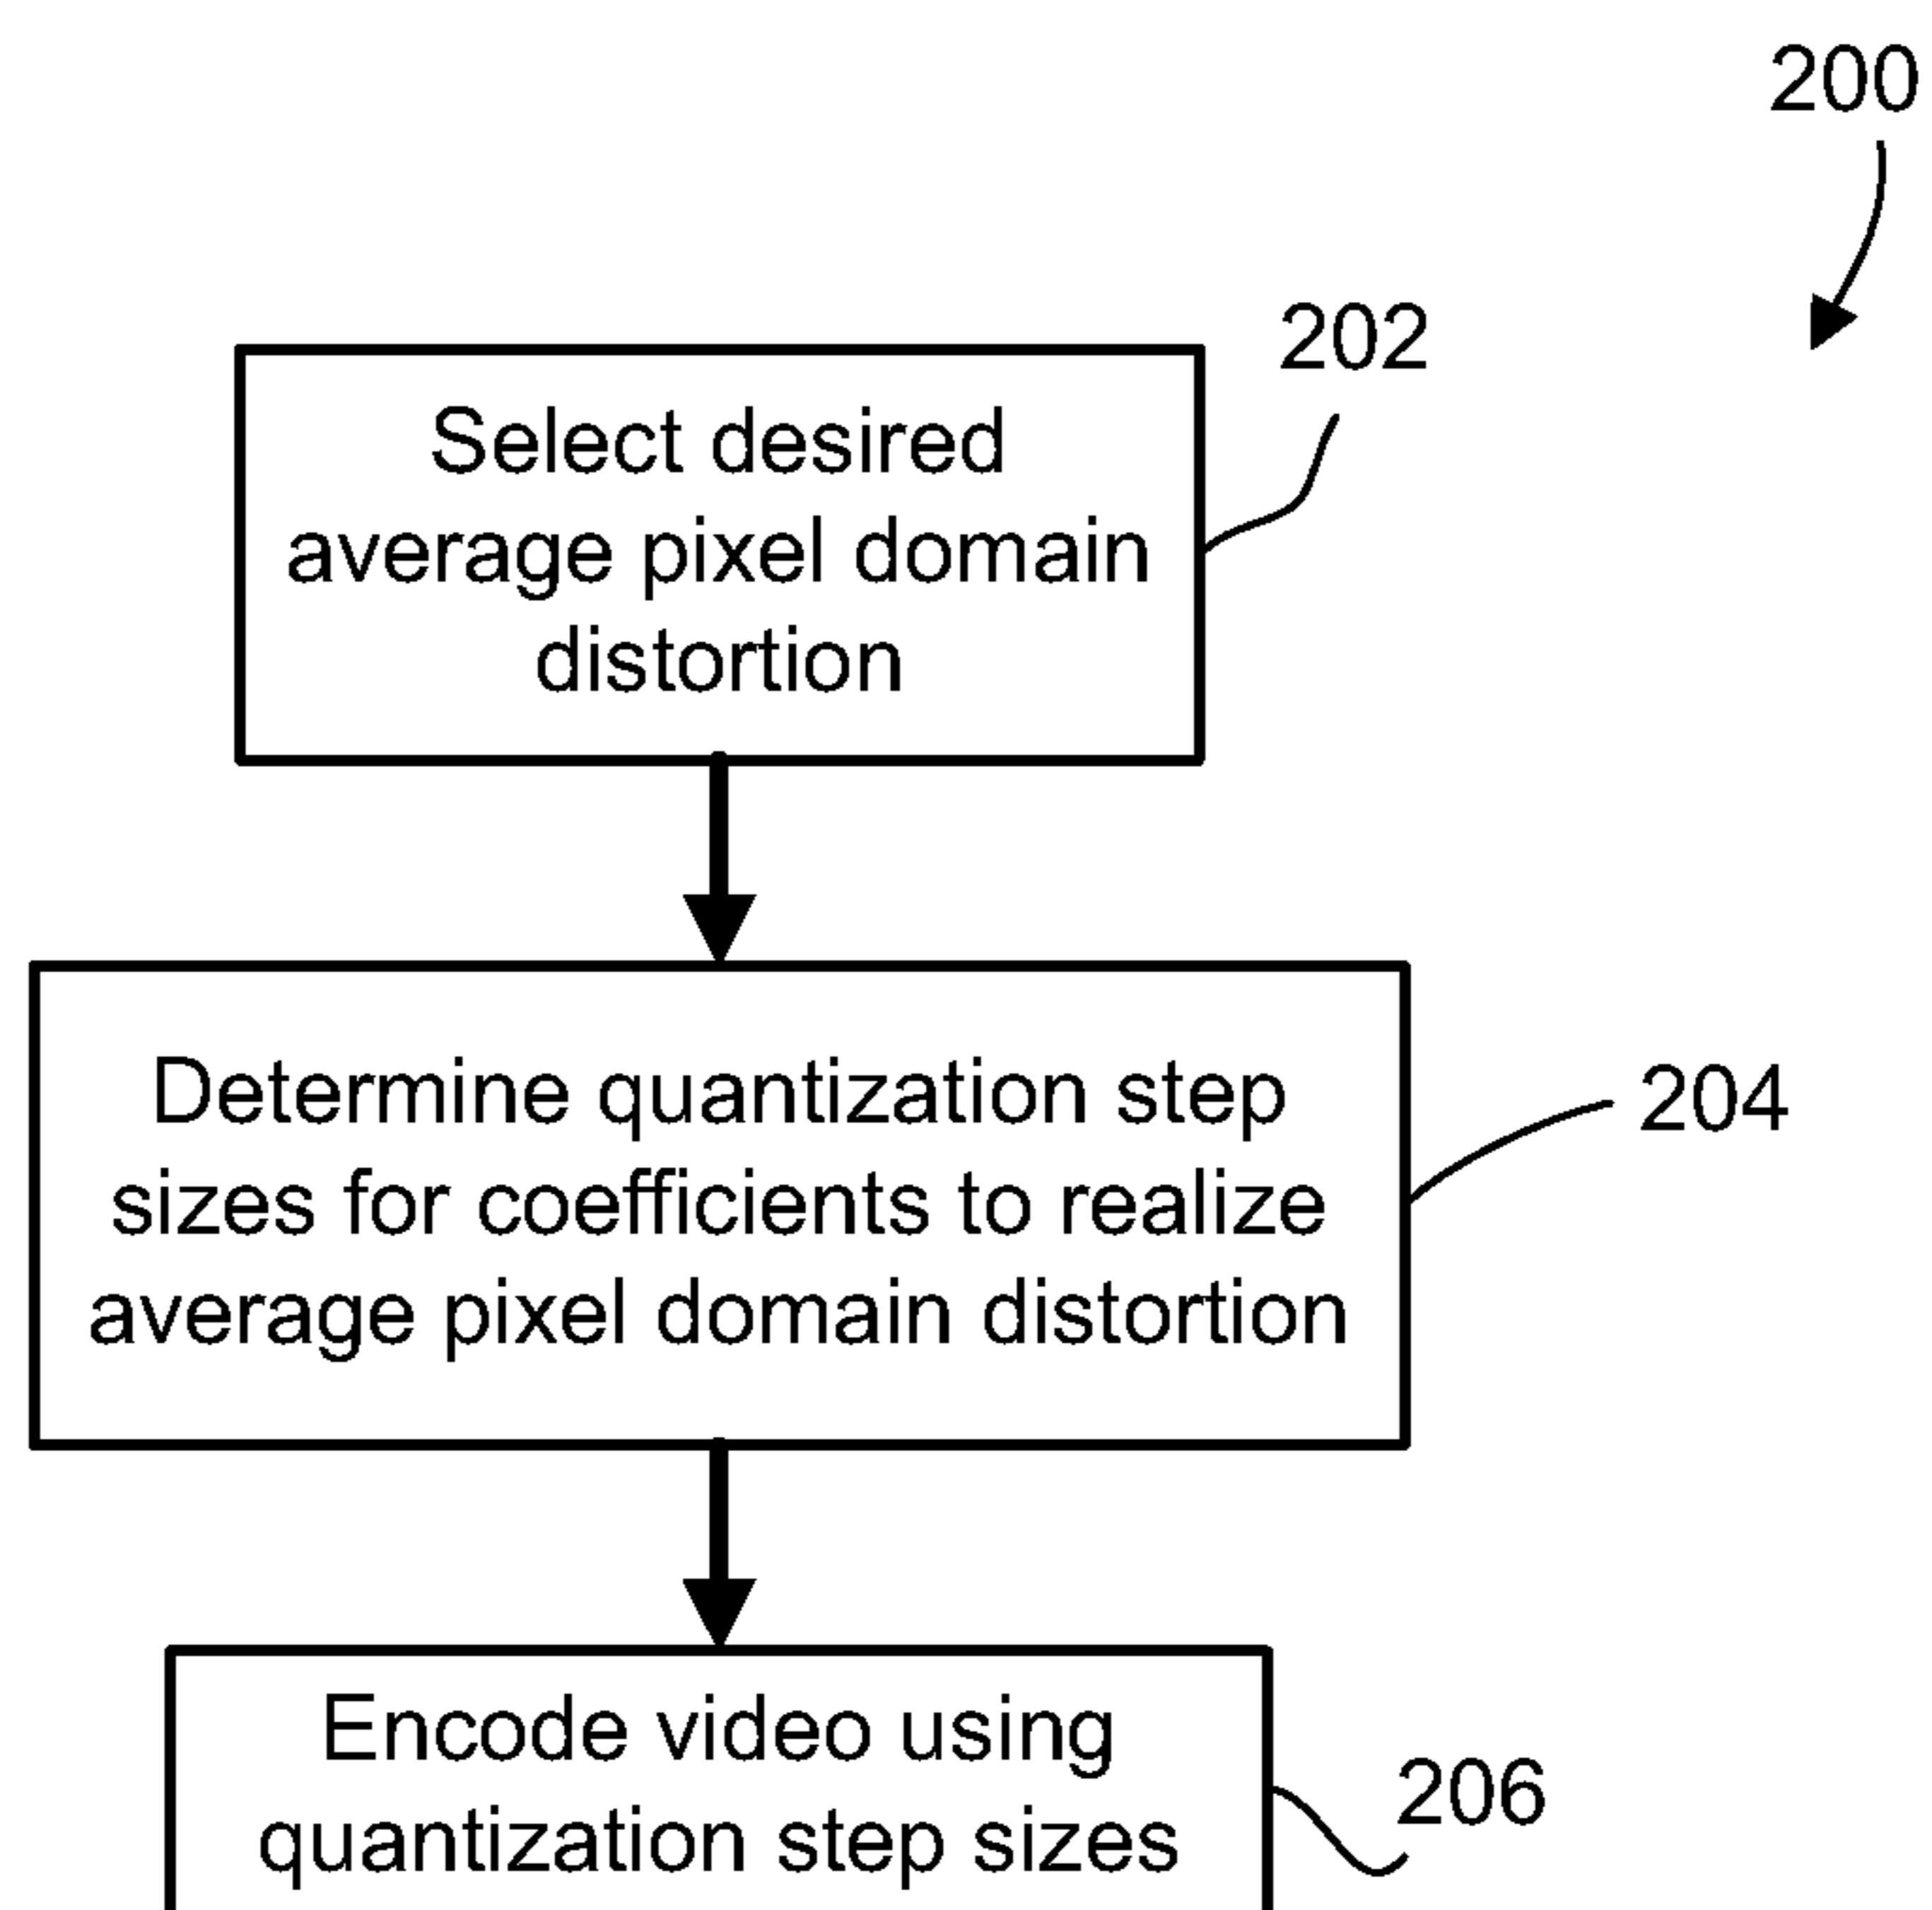 200
202
Select desired
average pixel domain
distortion
Determine quantization step
sizes for coefficients to realize
average pixel domain distortion
204
Encode video using
quantization step sizes
206